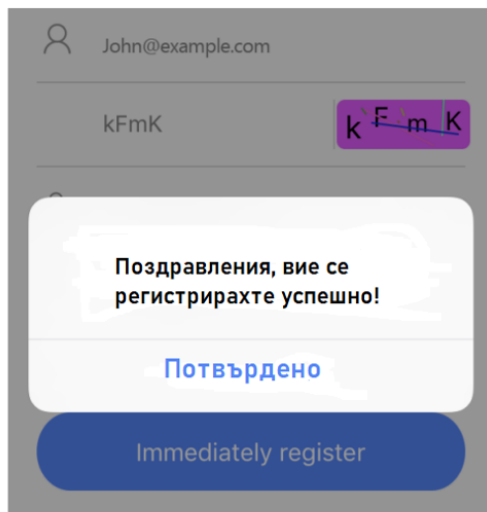 John@example.com
kFmK
kFmK
Поздравления, вие се
регистрирахте успешно!
Потвърдено
Immediately register